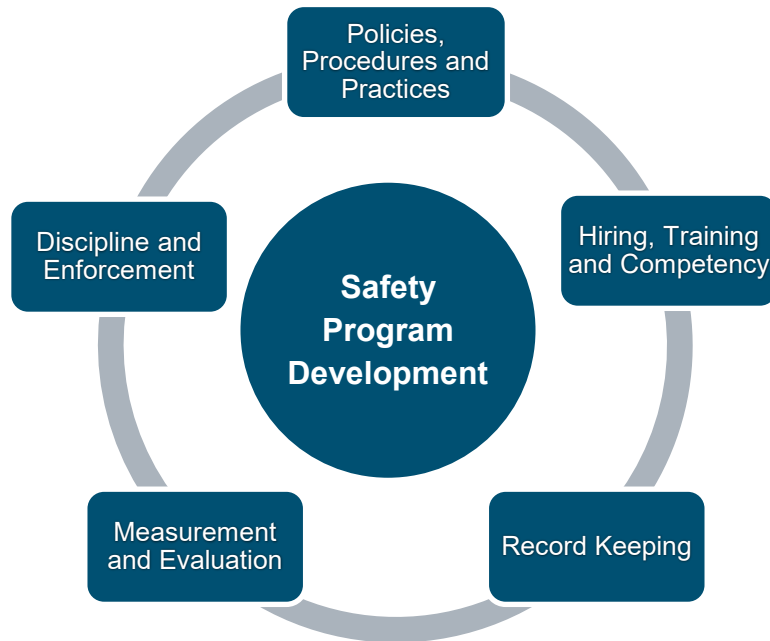 Policies,
Procedures and
Practices
Hiring, Training
and Competency
Record Keeping
Measurement
and Evaluation
Discipline and
Enforcement
Safety
Program
Development